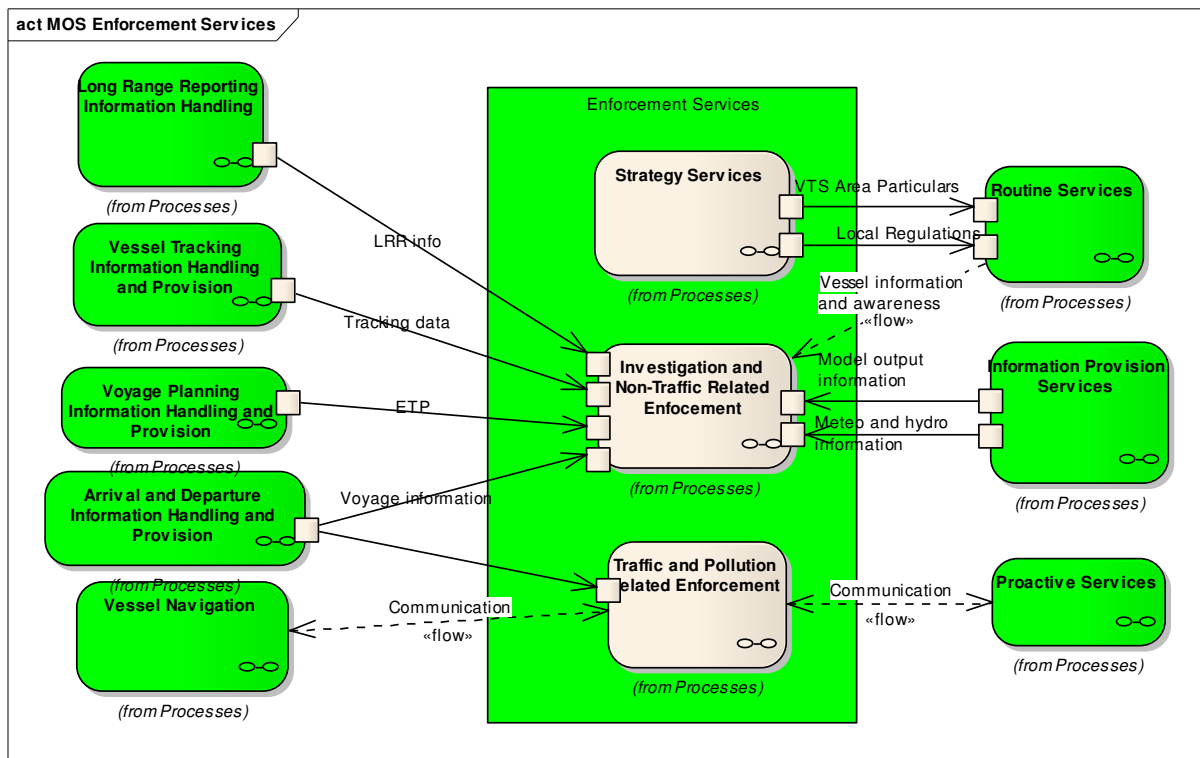 act MOS Enforcement Services
Long Range Reporting
Information Handling
(from Processes)
Vessel Tracking
Information Handling
and Provision
(from Processes)
Voyage Planning
Information Handling and
Provision
(from Processes)
Arrival and Departure
Information Handling and
Provision
(from Processes)
Vessel Navigation
(from Processes)
LRR info
Tracking data
ETP
Voyage information
Communication
«flow»
Enforcement Services
Strategy Services
(from Processes)
Investigation and
Non-Traffic Related
Enfocement
(from Processes)
Traffic and Pollution
related Enforcement
(from Processes)
VTS Area Particulars
Local Regulations
Vessel information
and awareness
«flow»
Model output
information
Meteo and hydro
information
Communication
«flow»
Routine Services
(from Processes)
Information Provision
Services
(from Processes)
Proactive Services
(from Processes)